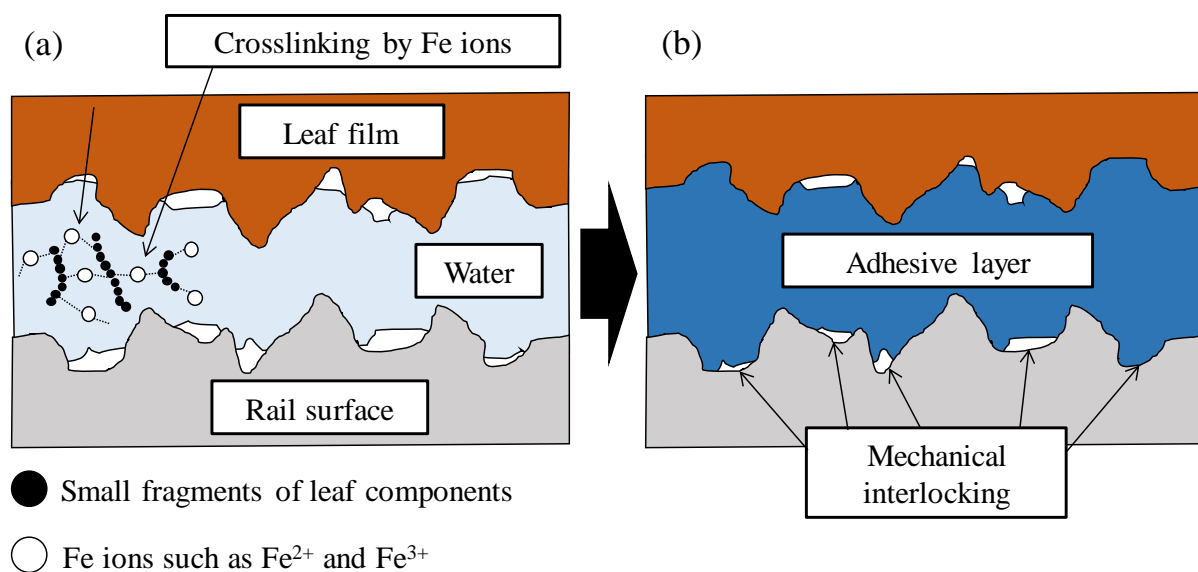 (a)
Crosslinking by Fe ions
Leaf film
Water
Rail surface
Small fragments of leaf components
Fe ions such as Fe²⁺ and Fe³⁺
(b)
Adhesive layer
Mechanical
interlocking